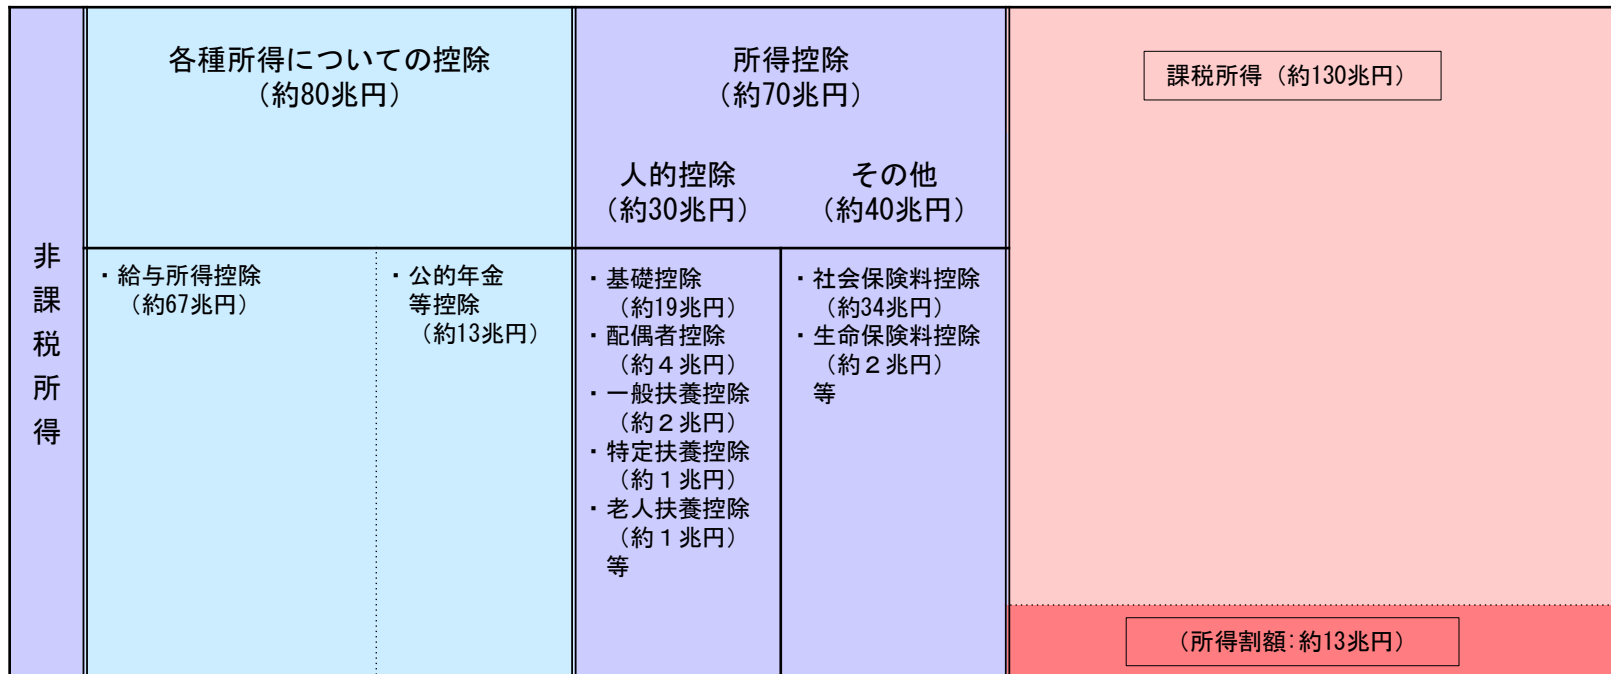 非課税所得
各種所得についての控除
（約80兆円）
・給与所得控除
（約67兆円）
・公的年金
等控除
（約13兆円）
所得控除
（約70兆円）
人的控除
（約30兆円）
・基礎控除
（約19兆円）
・配偶者控除
（約４兆円）
・一般扶養控除
（約２兆円）
・特定扶養控除
（約１兆円）
・老人扶養控除
（約１兆円）
等
その他
（約40兆円）
・社会保険料控除
（約34兆円）
・生命保険料控除
（約２兆円）
等
課税所得（約130兆円）
（所得割額：約13兆円）